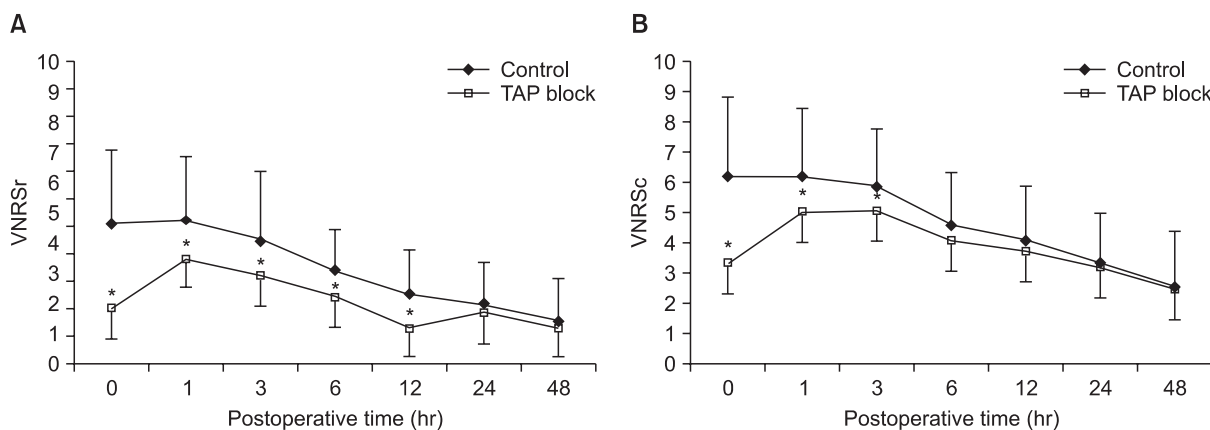 A
10
9
8
7
6
5
4
3
2
1
0
VNRSr
Control
TAP block
*
*
*
*
*
0 1 3 6 12 24 48
Postoperative time (hr)
B
10
9
8
7
6
5
4
3
2
1
0
VNRSc
Control
TAP block
*
*
*
0 1 3 6 12 24 48
Postoperative time (hr)